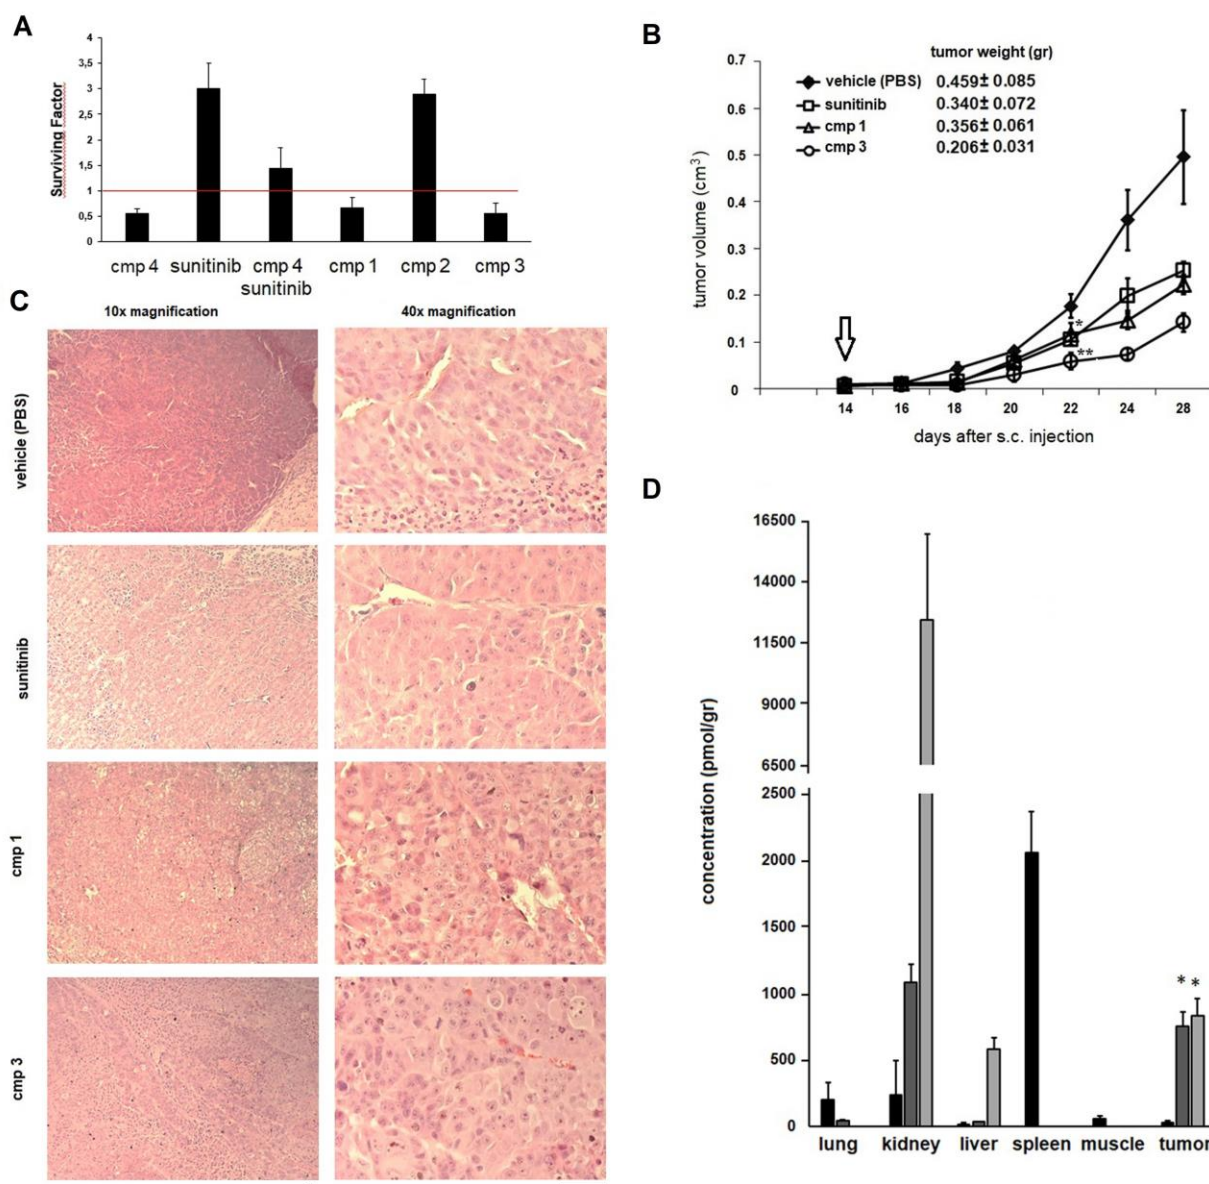 A
Surviving Factor
4
3,5
3
2,5
2
1,5
1
0,5
0
cmp 4
sunitinib
cmp 4
sunitinib
cmp 1
cmp 2
cmp 3
B
tumor weight (gr)
vehicle (PBS) 0.459± 0.085
sunitinib 0.340± 0.072
cmp 1 0.356± 0.061
cmp 3 0.206± 0.031
tumor volume (cm³)
0.7
0.6
0.5
0.4
0.3
0.2
0.1
0
*
**
14 16 18 20 22 24 28
days after s.c. injection
C
10x magnification
40x magnification
vehicle (PBS)
sunitinib
cmp 1
cmp 3
D
concentration (pmol/gr)
16500
14000
11500
9000
6500
2500
2000
1500
1000
500
0
* *
lung kidney liver spleen muscle tumor